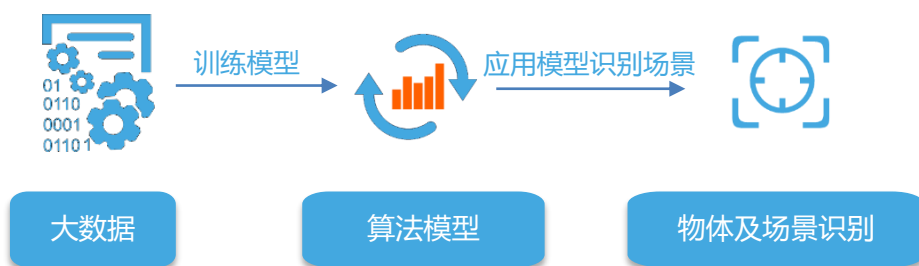 训练模型
应用模型识别场景
01
0110
0001
01101
大数据
算法模型
物体及场景识别